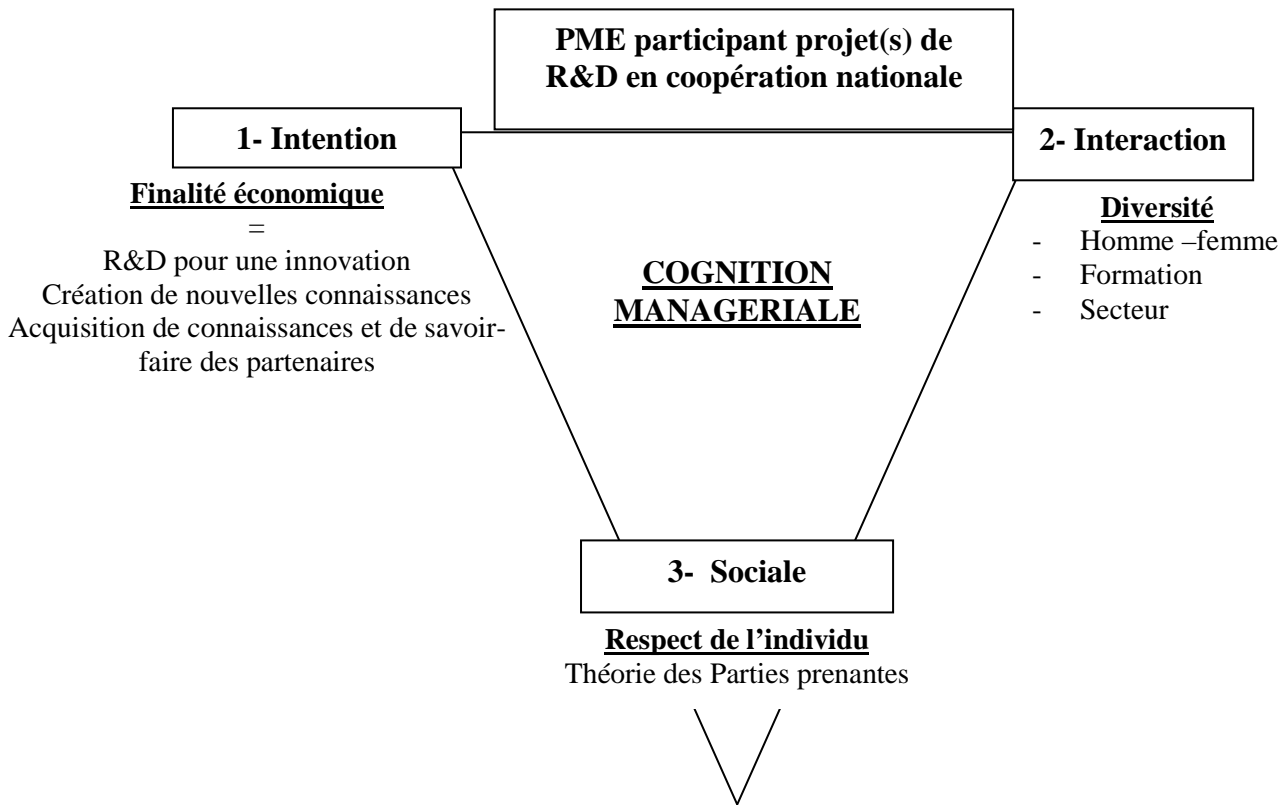 PME participant projet(s) de
R&D en coopération nationale
1- Intention
Finalité économique
=
R&D pour une innovation
Création de nouvelles connaissances
Acquisition de connaissances et de savoir-
faire des partenaires
2- Interaction
Diversité
- Homme –femme
- Formation
- Secteur
COGNITION
MANAGERIALE
3- Sociale
Respect de l’individu
Théorie des Parties prenantes